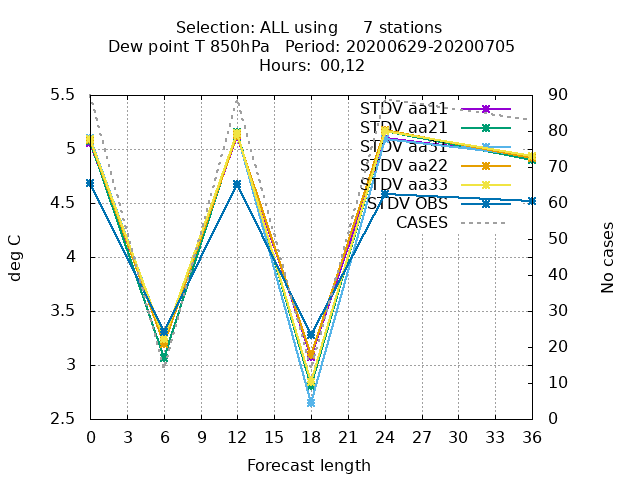 Selection: ALL using     7 stations
Dew point T 850hPa   Period: 20200629-20200705
Hours:  00,12
5.5
5
4.5
4
3.5
3
2.5
deg C
90
80
70
60
50
40
30
20
10
0
No cases
STDV aa11
STDV aa21
STDV aa31
STDV aa22
STDV aa33
STDV OBS
CASES
0 3 6 9 12 15 18 21 24 27 30 33 36
Forecast length